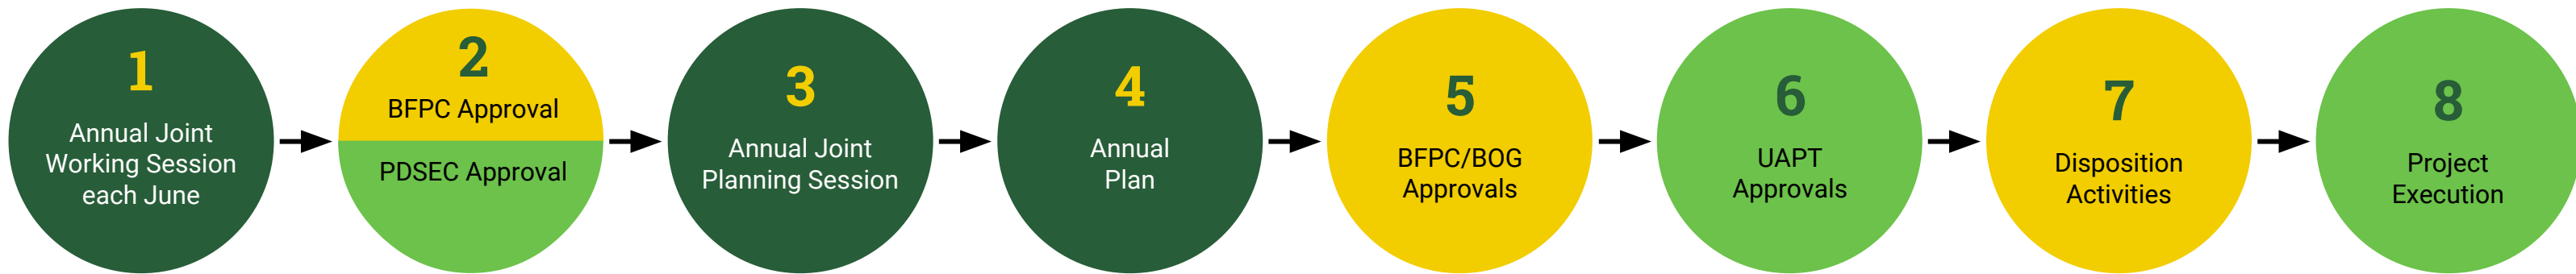 1
Annual Joint
Working Session
each June
2
BFPC Approval
PDSEC Approval
3
Annual Joint
Planning Session
4
Annual
Plan
5
BFPC/BOG
Approvals
6
UAPT
Approvals
7
Disposition
Activities
8
Project
Execution